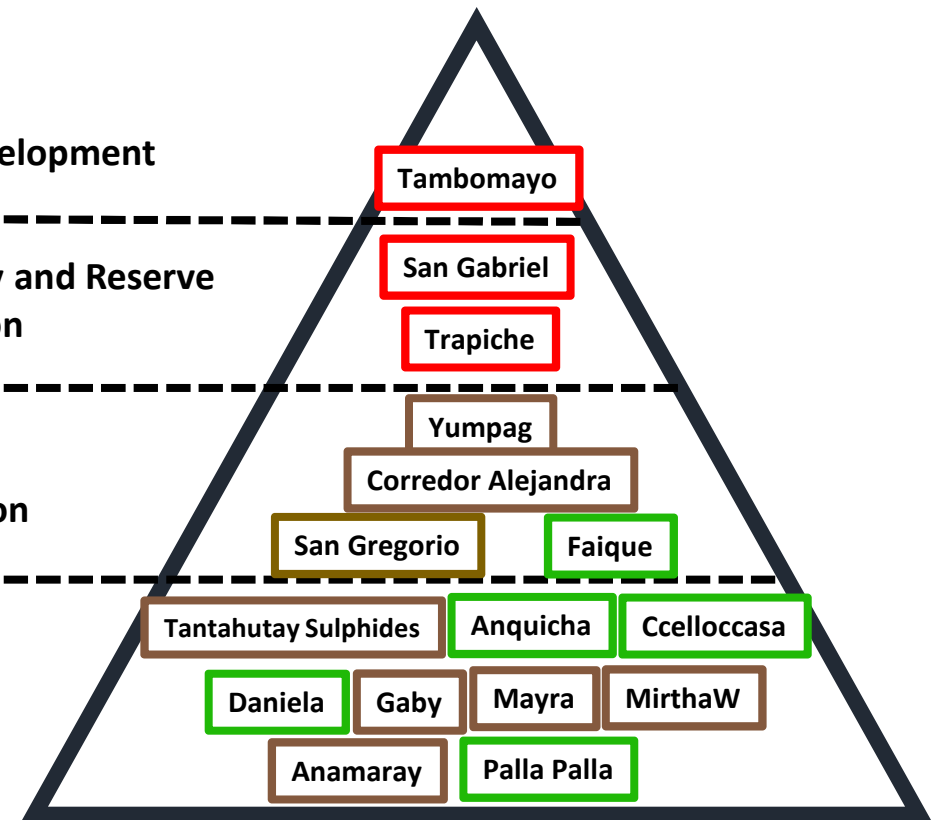 elopment
Tambomayo
San Gabriel
and Reserve
on
Trapiche
Yumpag
Corredor Alejandra
on
San Gregorio
Faique
Tantahutay Sulphides
Anquicha
Ccelloccasa
Daniela
Gaby
Mayra
MirthaW
Anamaray
Palla Palla